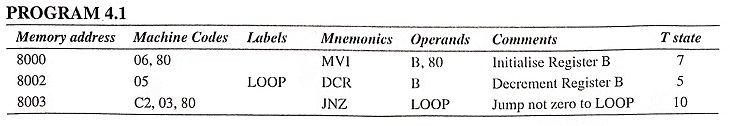 PROGRAM 4.1
Memory address Machine Codes Labels Mnemonics Operands Comments T state
8000 06, 80 MVI B, 80 Initialise Register B 7
8002 05 LOOP DCR B Decrement Register B 5
8003 C2, 03, 80 JNZ LOOP Jump not zero to LOOP 10